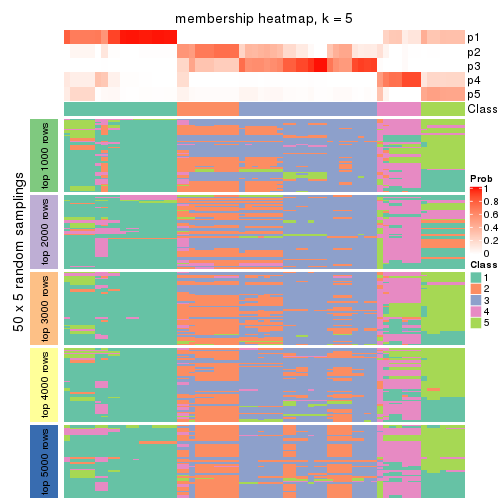 membership heatmap, k = 5
p1
p2
p3
p4
p5
Class
50 x 5 random samplings
top 1000 rows
top 2000 rows
top 3000 rows
top 4000 rows
top 5000 rows
Prob
1
0.8
0.6
0.4
0.2
0
Class
1
2
3
4
5